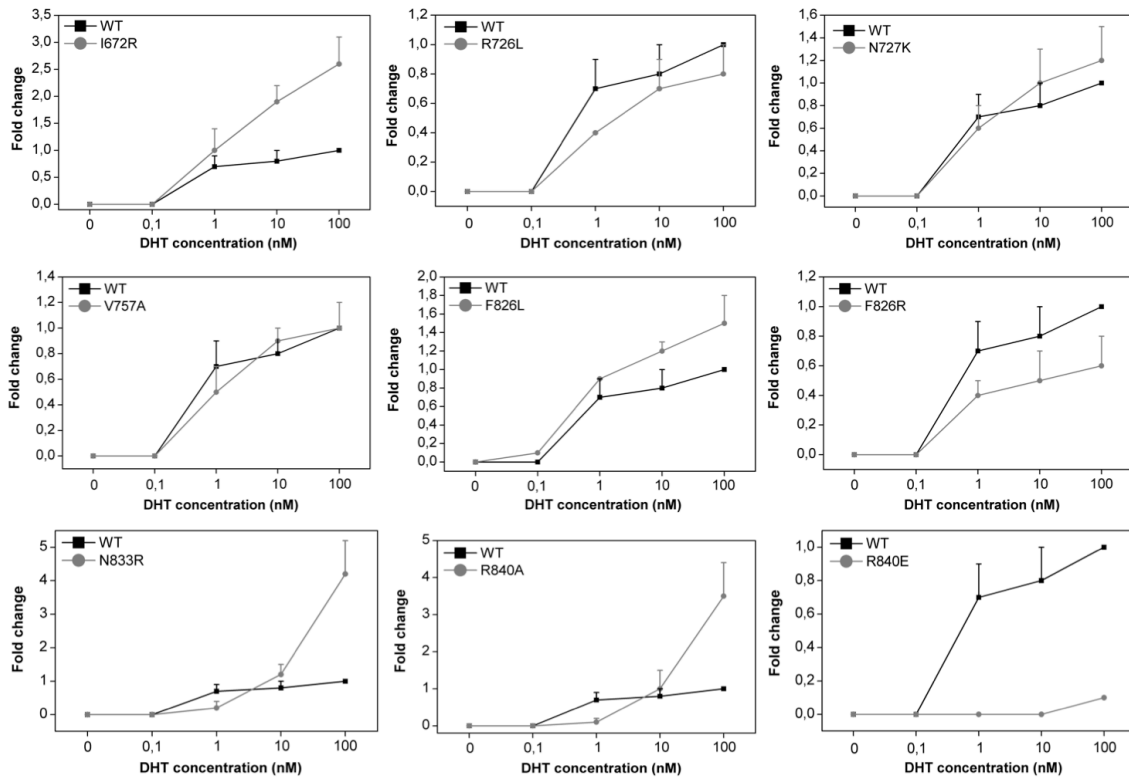 WT
I672R
Fold change
3,5
3,0
2,5
2,0
1,5
1,0
0,5
0,0
0 0,1 1 10 100
DHT concentration (nM)
WT
R726L
Fold change
1,2
1,0
0,8
0,6
0,4
0,2
0,0
0 0,1 1 10 100
DHT concentration (nM)
WT
N727K
Fold change
1,6
1,4
1,2
1,0
0,8
0,6
0,4
0,2
0,0
0 0,1 1 10 100
DHT concentration (nM)
WT
V757A
Fold change
1,4
1,2
1,0
0,8
0,6
0,4
0,2
0,0
0 0,1 1 10 100
DHT concentration (nM)
WT
F826L
Fold change
2,0
1,8
1,6
1,4
1,2
1,0
0,8
0,6
0,4
0,2
0,0
0 0,1 1 10 100
DHT concentration (nM)
WT
F826R
Fold change
1,2
1,0
0,8
0,6
0,4
0,2
0,0
0 0,1 1 10 100
DHT concentration (nM)
WT
N833R
Fold change
5
4
3
2
1
0
0 0,1 1 10 100
DHT concentration (nM)
WT
R840A
Fold change
5
4
3
2
1
0
0 0,1 1 10 100
DHT concentration (nM)
WT
R840E
Fold change
1,0
0,8
0,6
0,4
0,2
0,0
0 0,1 1 10 100
DHT concentration (nM)